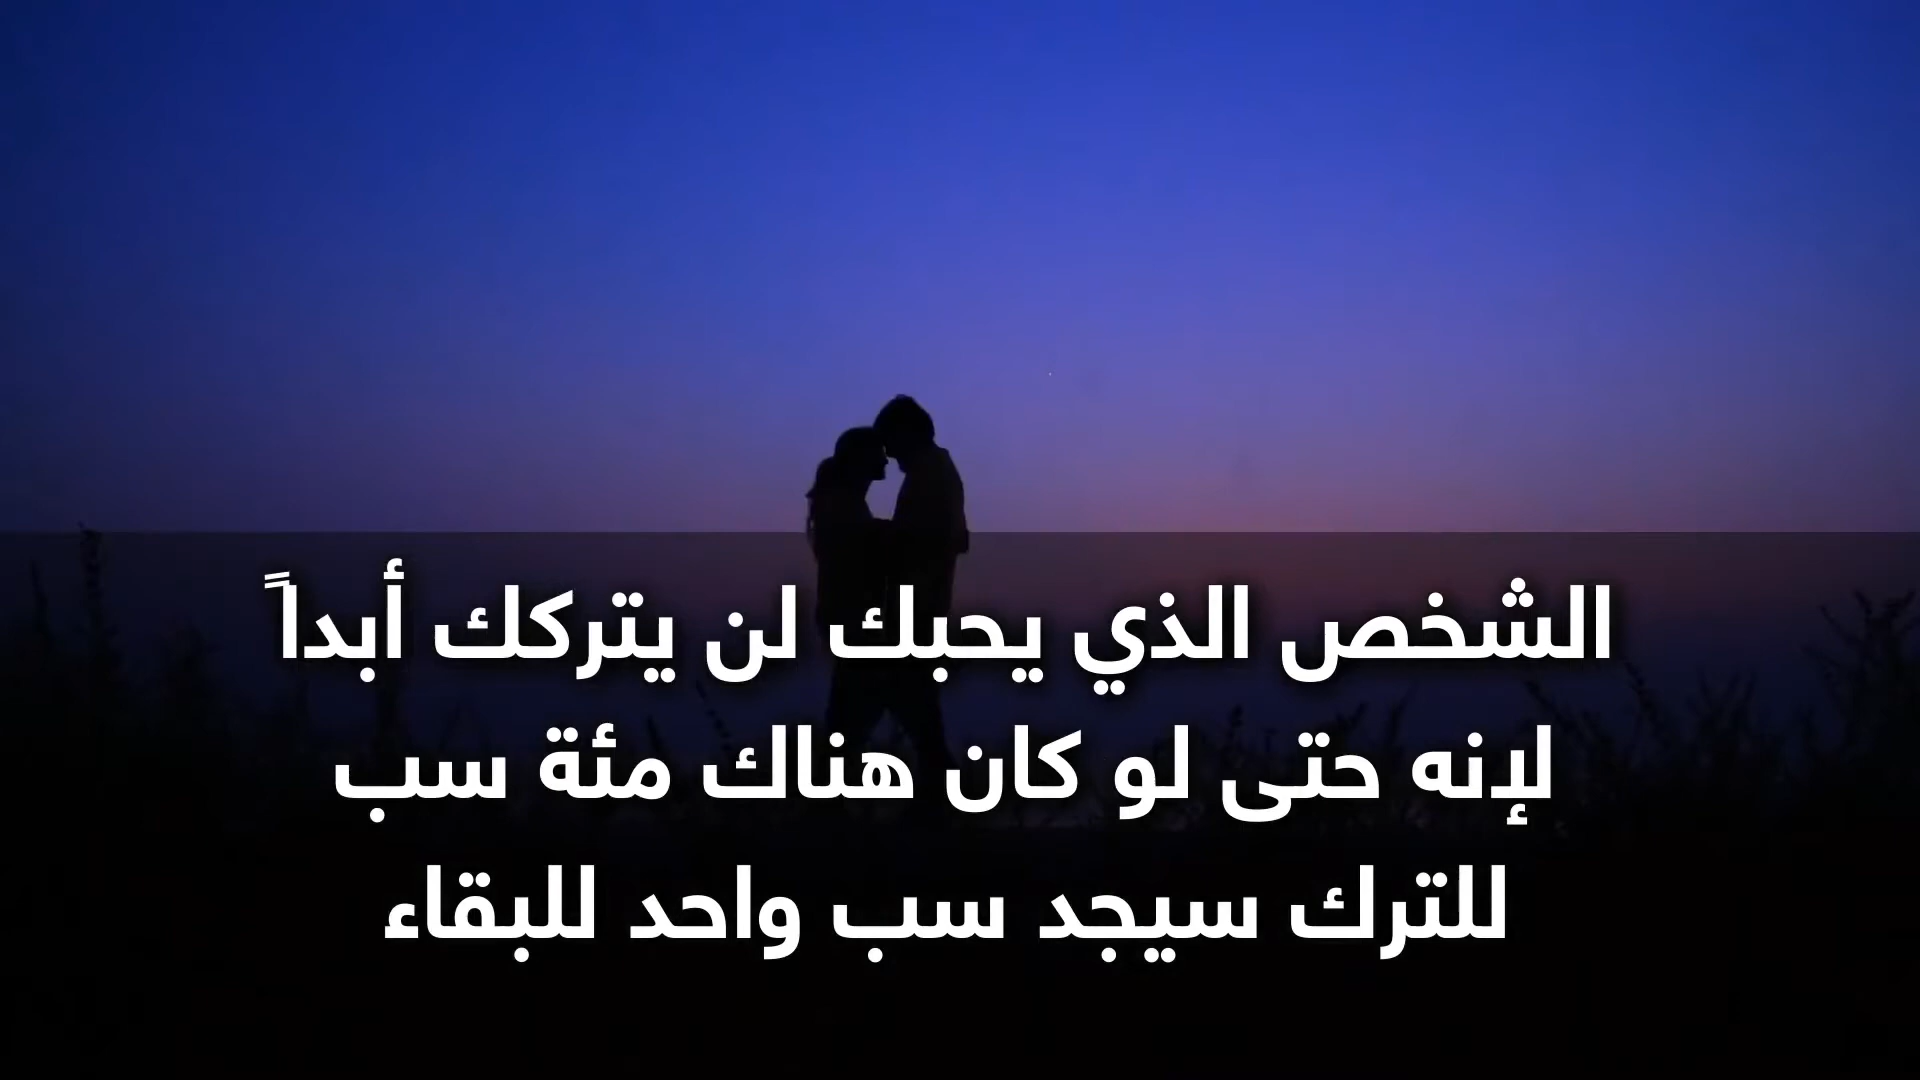 الشخص الذي يحبك لن يتركك أبداً
لإنه حتى لو كان هناك مئة سب
للترك سيجد سب واحد للبقاء